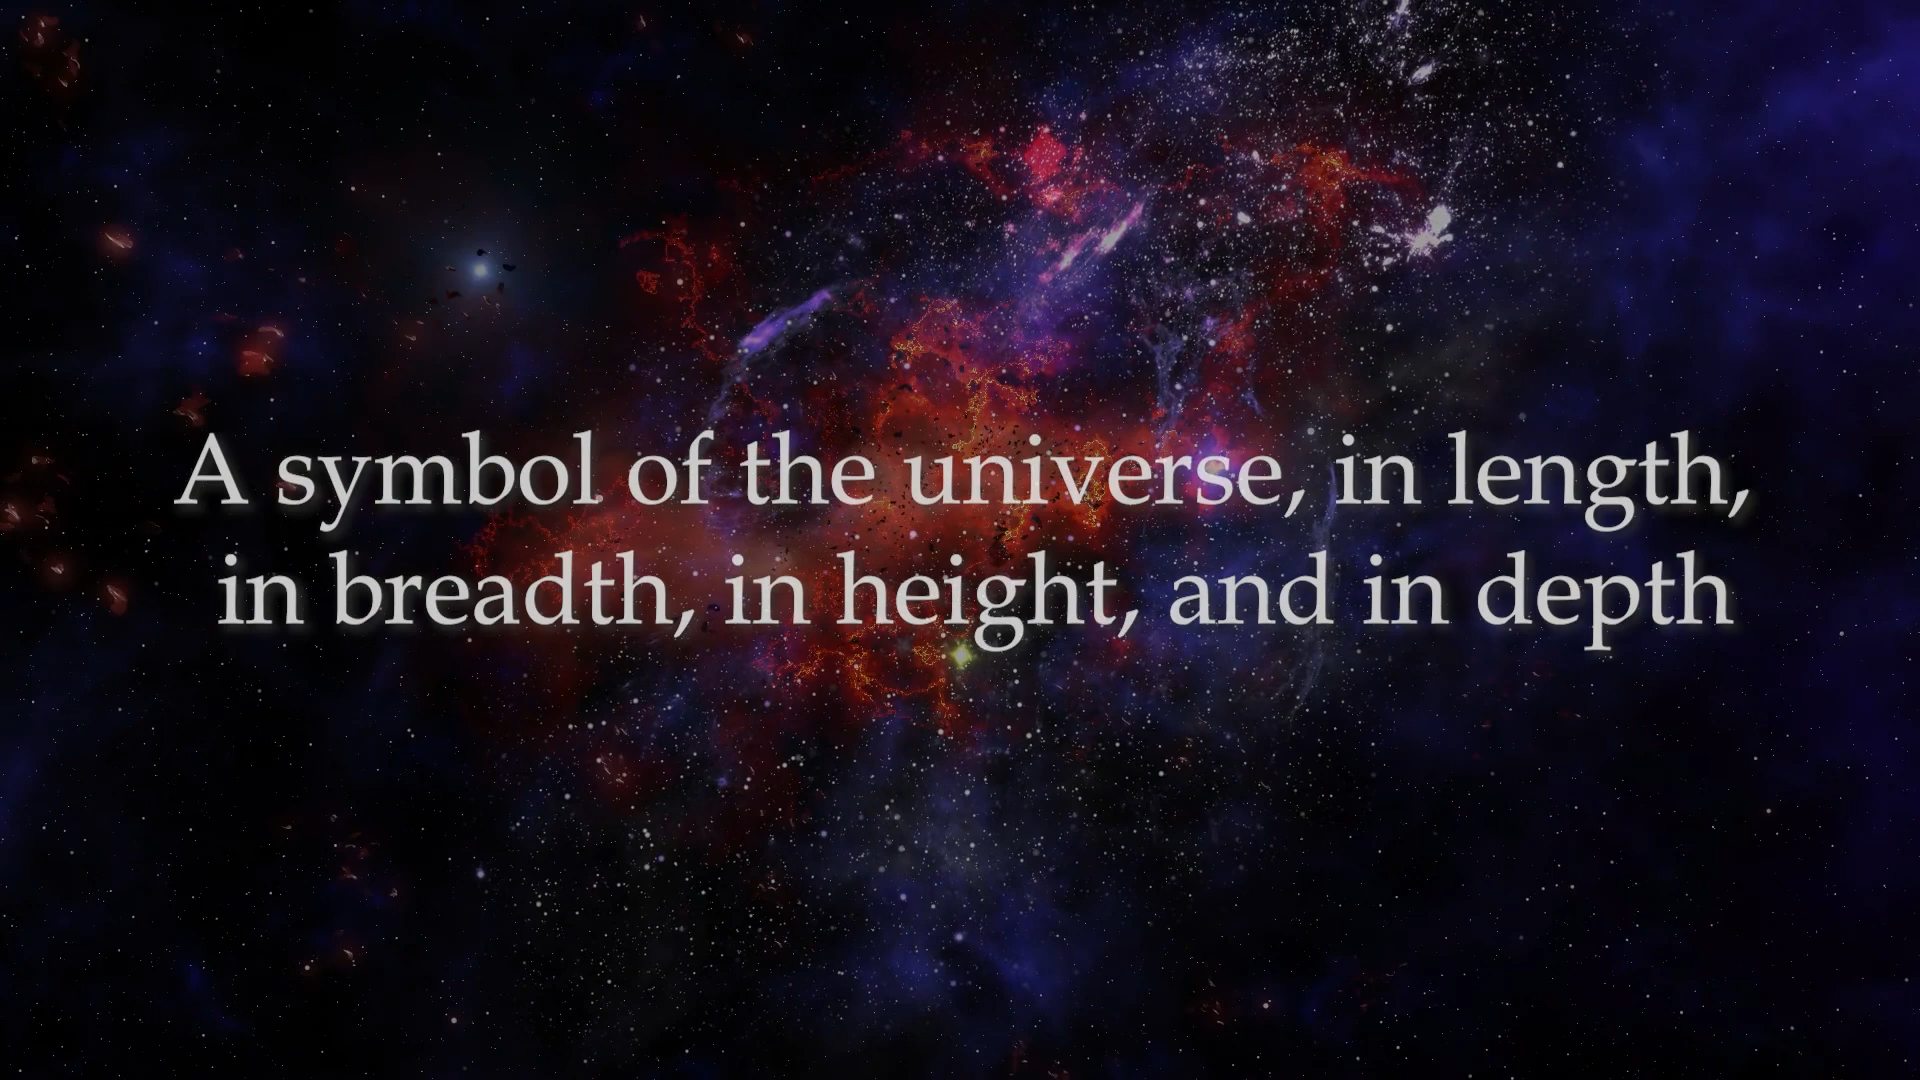 A symbol of the universe, in length,
in breadth, in height, and in depth